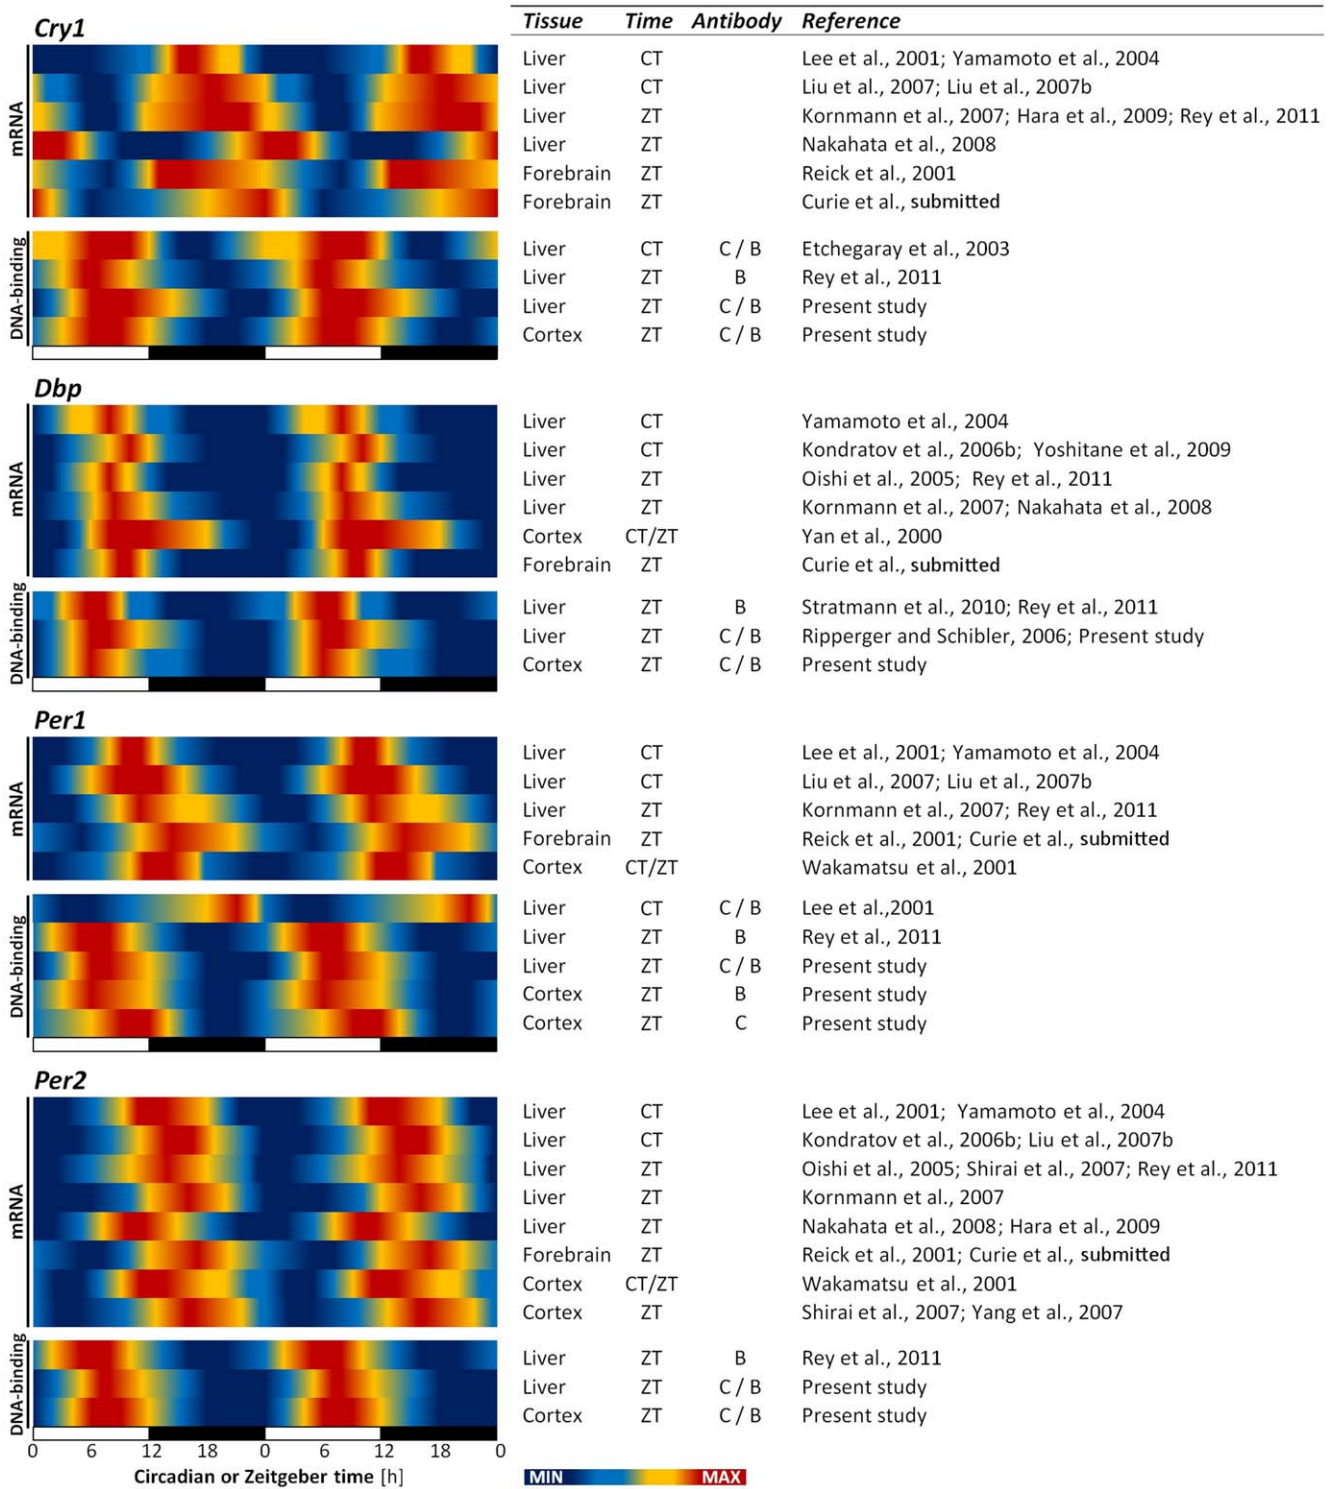 Tissue Time Antibody Reference
Cry1
mRNA
Liver CT Lee et al., 2001; Yamamoto et al., 2004
Liver CT Liu et al., 2007; Liu et al., 2007b
Liver ZT Kornmann et al., 2007; Hara et al., 2009; Rey et al., 2011
Liver ZT Nakahata et al., 2008
Forebrain ZT Reick et al., 2001
Forebrain ZT Curie et al., submitted
DNA-binding
Liver CT C / B Etchegaray et al., 2003
Liver ZT B Rey et al., 2011
Liver ZT C / B Present study
Cortex ZT C / B Present study
Dbp
mRNA
Liver CT Yamamoto et al., 2004
Liver CT Kondratov et al., 2006b; Yoshitane et al., 2009
Liver ZT Oishi et al., 2005; Rey et al., 2011
Liver ZT Kornmann et al., 2007; Nakahata et al., 2008
Cortex CT/ZT Yan et al., 2000
Forebrain ZT Curie et al., submitted
DNA-binding
Liver ZT B Stratmann et al., 2010; Rey et al., 2011
Liver ZT C / B Ripperger and Schibler, 2006; Present study
Cortex ZT C / B Present study
Per1
mRNA
Liver CT Lee et al., 2001; Yamamoto et al., 2004
Liver CT Liu et al., 2007; Liu et al., 2007b
Liver ZT Kornmann et al., 2007; Rey et al., 2011
Forebrain ZT Reick et al., 2001; Curie et al., submitted
Cortex CT/ZT Wakamatsu et al., 2001
DNA-binding
Liver CT C / B Lee et al.,2001
Liver ZT B Rey et al., 2011
Liver ZT C / B Present study
Cortex ZT B Present study
Cortex ZT C Present study
Per2
mRNA
Liver CT Lee et al., 2001; Yamamoto et al., 2004
Liver CT Kondratov et al., 2006b; Liu et al., 2007b
Liver ZT Oishi et al., 2005; Shirai et al., 2007; Rey et al., 2011
Liver ZT Kornmann et al., 2007
Liver ZT Nakahata et al., 2008; Hara et al., 2009
Forebrain ZT Reick et al., 2001; Curie et al., submitted
Cortex CT/ZT Wakamatsu et al., 2001
Cortex ZT Shirai et al., 2007; Yang et al., 2007
DNA-binding
Liver ZT B Rey et al., 2011
Liver ZT C / B Present study
Cortex ZT C / B Present study
0 6 12 18 0 6 12 18 0
Circadian or Zeitgeber time [h]
MIN MAX